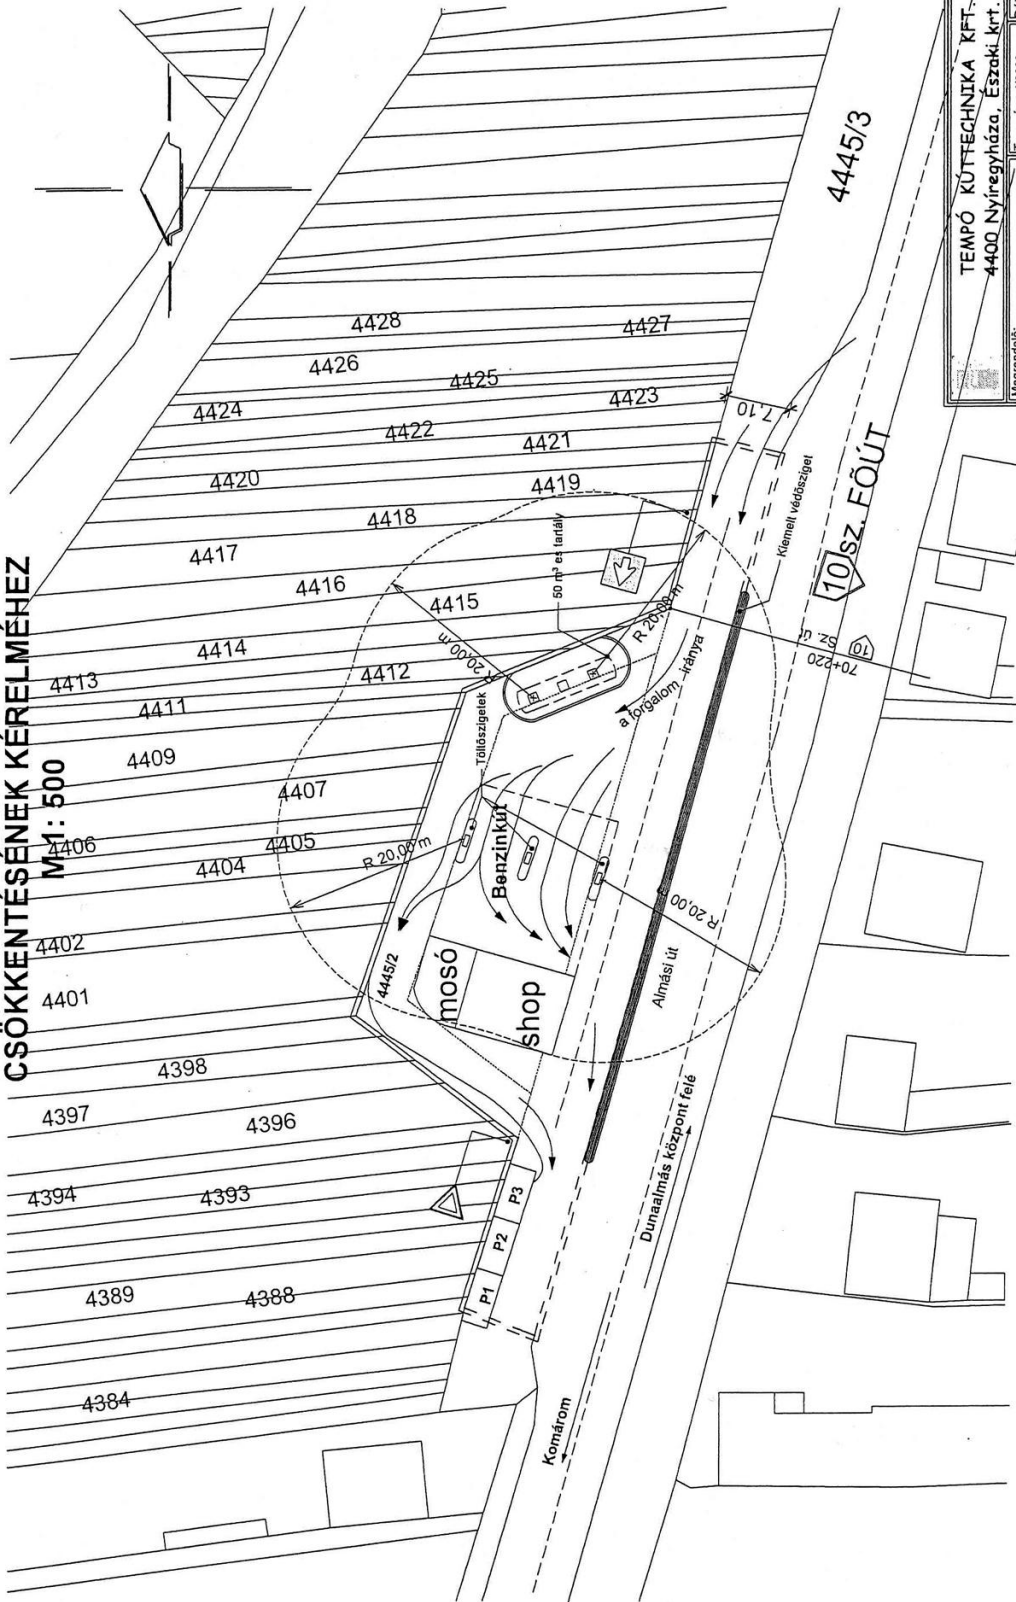 CSÖKKENTÉSÉNEK KÉRELMÉHEZ
M-1: 500
4428
4427
4426
4425
4424
4423
4422
4421
4420
4419
4418
4417
4416
4415
4414
4413
4412
4411
4409
4407
4406
4405
4404
4402
4401
4398
4397
4396
4394
4393
4389
4388
4384
4445/3
4445/2
7,10
50 m³ es tartály
R 20,00 m
R 20,00 m
R 20,00 m
R 20,00
Töltőszigetek
Benzinkút
mosó
shop
a forgalom iránya
Kiemelt védősziget
10 sz. FŐÚT
70+220
10 Sz. út
Almási út
Dunaalmás központ felé
Komárom
P1
P2
P3
TEMPÓ KÚTTECHNIKA KFT.
4400 Nyíregyháza, Északi krt.
Megrendelő: